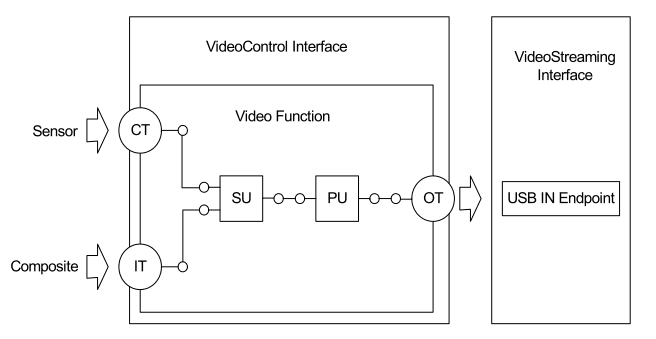 VideoControl Interface
VideoStreaming
Interface
Video Function
Sensor
CT
SU
PU
OT
USB IN Endpoint
Composite
IT